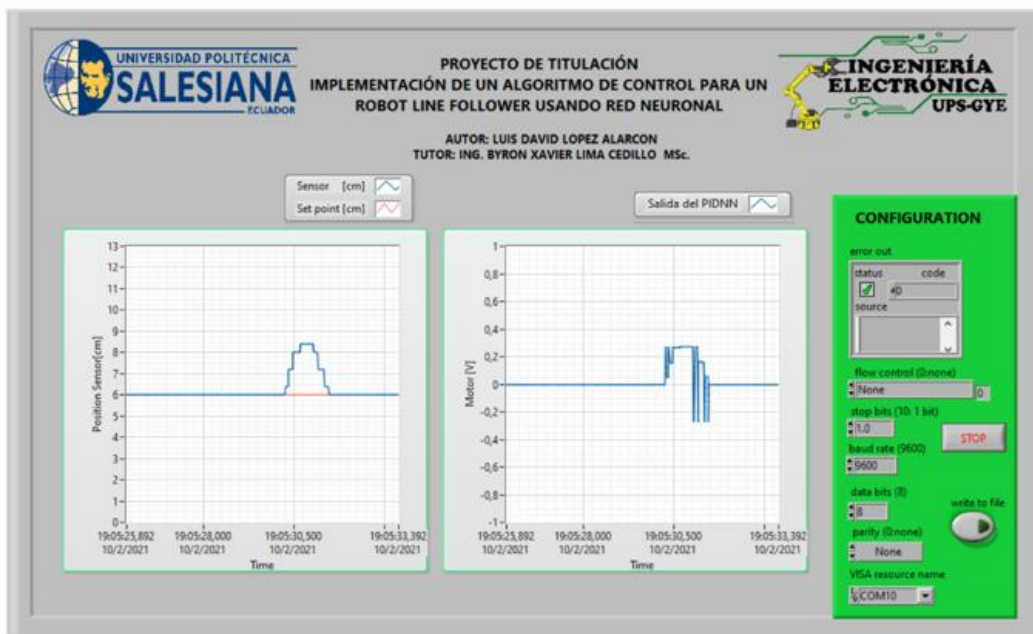 UNIVERSIDAD POLITÉCNICA
SALESIANA
ECUADOR
PROYECTO DE TITULACIÓN
IMPLEMENTACIÓN DE UN ALGORITMO DE CONTROL PARA UN
ROBOT LINE FOLLOWER USANDO RED NEURONAL
AUTOR: LUIS DAVID LOPEZ ALARCON
TUTOR: ING. BYRON XAVIER LIMA CEDILLO MSc.
INGENIERÍA
ELECTRÓNICA
UPS-GYE
Sensor [cm]
Set point [cm]
Position Sensor[cm]
13
12
11
10
9
8
7
6
5
4
3
2
1
0
19:05:25,892 19:05:28,000 19:05:30,500 19:05:33,392
10/2/2021 10/2/2021 10/2/2021 10/2/2021
Time
Salida del PIDNN
Motor [V]
1
0,8
0,6
0,4
0,2
0
-0,2
-0,4
-0,6
-0,8
-1
19:05:25,892 19:05:28,000 19:05:30,500 19:05:33,392
10/2/2021 10/2/2021 10/2/2021 10/2/2021
Time
CONFIGURATION
error out
status code
source
flow control (0:none)
None 0
stop bits (10: 1 bit)
1.0
STOP
baud rate (9600)
9600
data bits (8)
8
write to file
parity (0:none)
None
VISA resource name
COM10